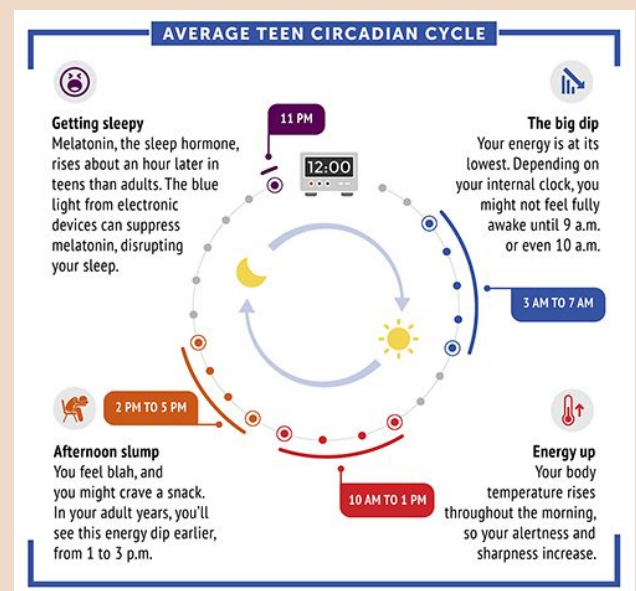 AVERAGE TEEN CIRCADIAN CYCLE
Getting sleepy
Melatonin, the sleep hormone,
rises about an hour later in
teens than adults. The blue
light from electronic
devices can suppress
melatonin, disrupting
your sleep.
11 PM
12:00
The big dip
Your energy is at its
lowest. Depending on
your internal clock, you
might not feel fully
awake until 9 a.m.
or even 10 a.m.
3 AM TO 7 AM
2 PM TO 5 PM
Afternoon slump
You feel blah, and
you might crave a snack.
In your adult years, you'll
see this energy dip earlier,
from 1 to 3 p.m.
10 AM TO 1 PM
Energy up
Your body
temperature rises
throughout the morning,
so your alertness and
sharpness increase.